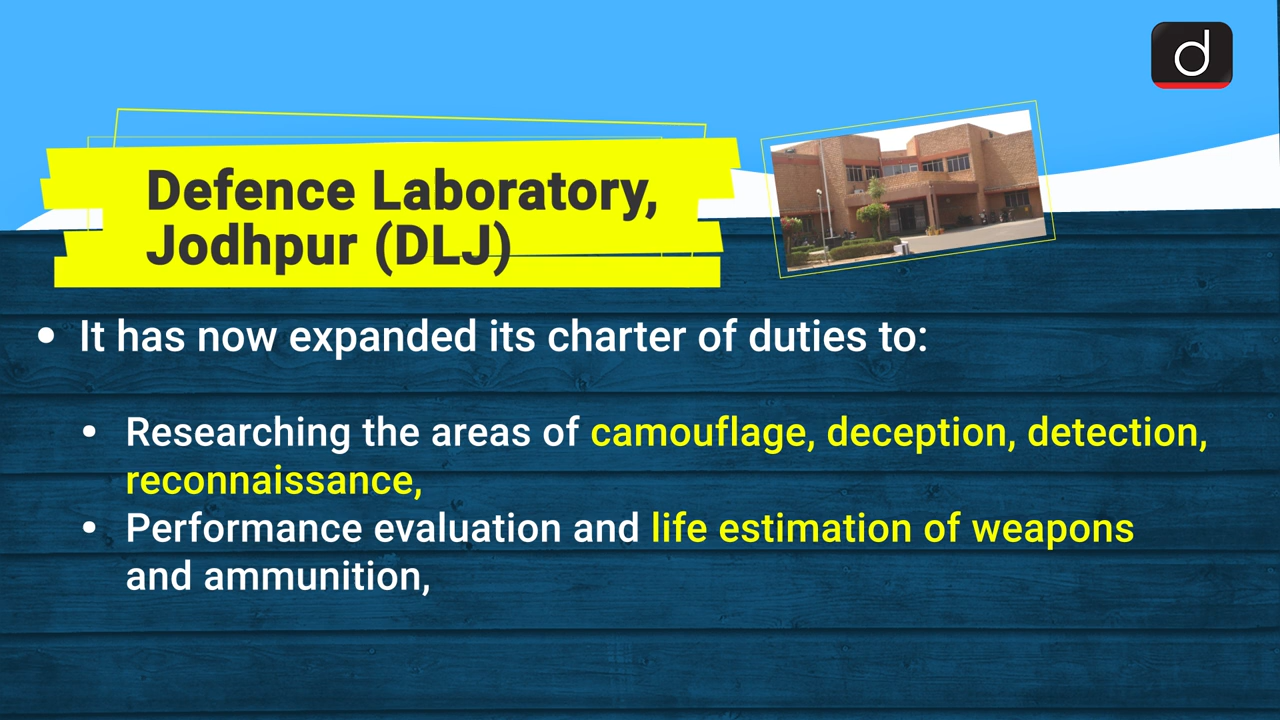 d
Defence Laboratory,
Jodhpur (DLJ)
• It has now expanded its charter of duties to:
• Researching the areas of camouflage, deception, detection,
reconnaissance,
• Performance evaluation and life estimation of weapons
and ammunition,